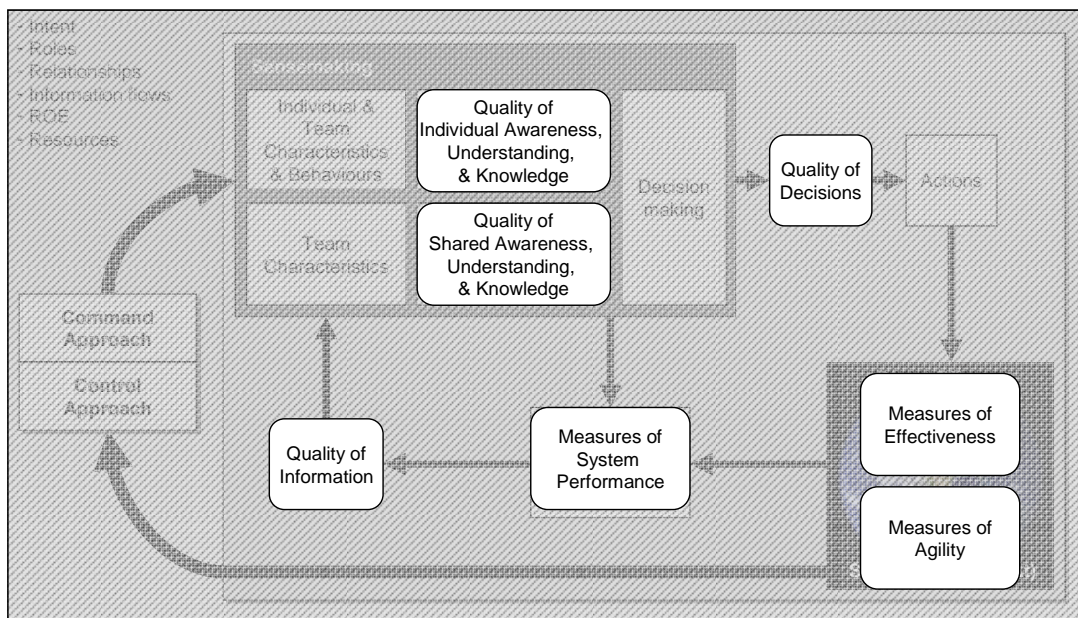 - Intent
- Roles
- Relationships
- Information flows
- ROE
- Resources
Sensemaking
Individual &
Team
Characteristics
& Behaviours
Quality of
Individual Awareness,
Understanding,
& Knowledge
Team
Characteristics
Quality of
Shared Awareness,
Understanding,
& Knowledge
Decision
making
Quality of
Decisions
Actions
Command
Approach
Control
Approach
Quality of
Information
Measures of
System
Performance
Measures of
Effectiveness
Measures of
Agility